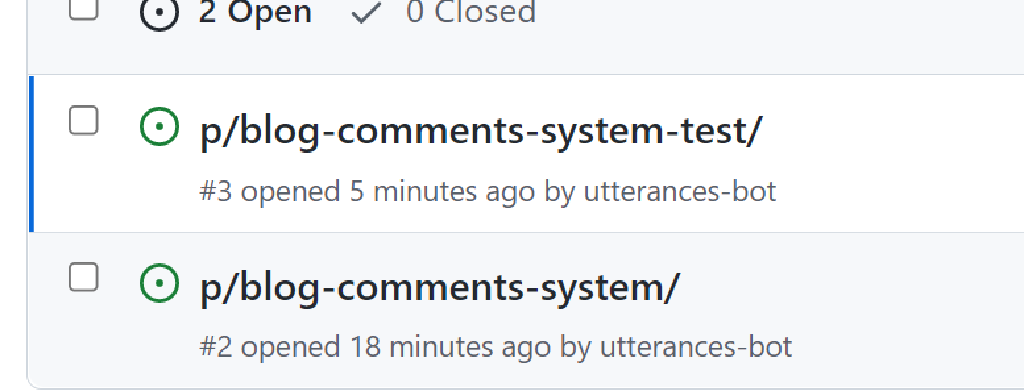 2 Open 0 Closed
p/blog-comments-system-test/
#3 opened 5 minutes ago by utterances-bot
p/blog-comments-system/
#2 opened 18 minutes ago by utterances-bot